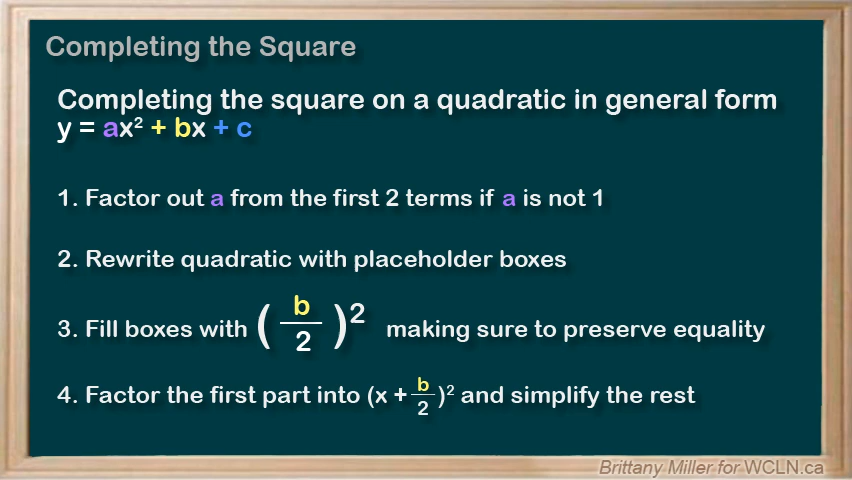 Completing the Square
Completing the square on a quadratic in general form
y = ax² + bx + c
1. Factor out a from the first 2 terms if a is not 1
2. Rewrite quadratic with placeholder boxes
3. Fill boxes with (b/2)² making sure to preserve equality
4. Factor the first part into (x + b/2)² and simplify the rest
Brittany Miller for WCLN.ca